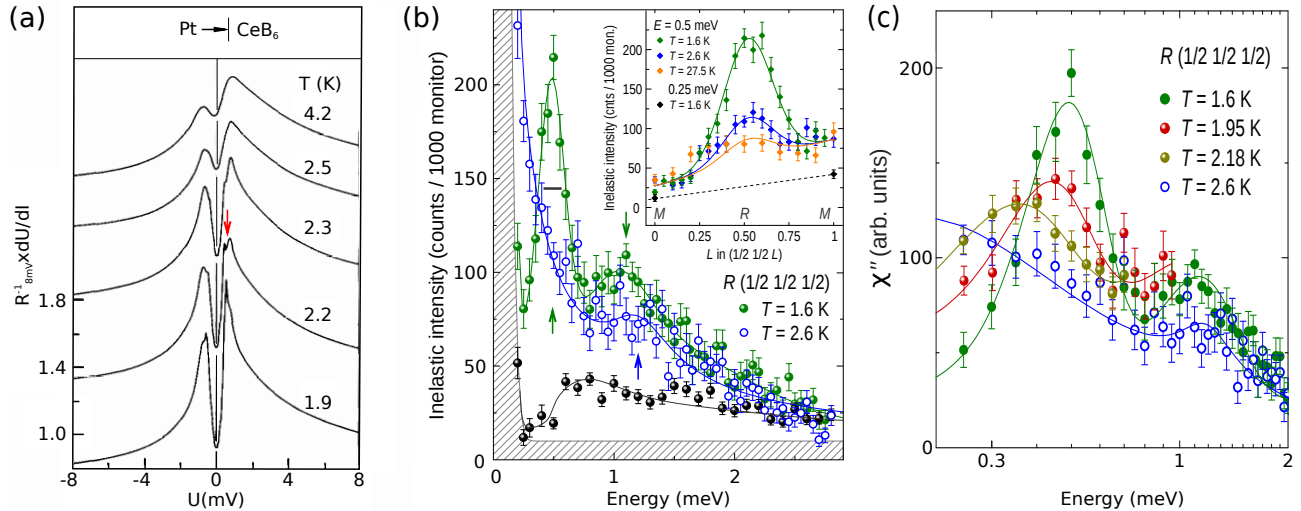 (a)
Pt → CeB₆
T (K)
4.2
2.5
2.3
2.2
1.9
R⁻¹₈ₘᵥxdU/dI
1.8
1.4
1.0
-8
-4
0
4
8
U(mV)
(b)
Inelastic intensity (counts / 1000 monitor)
200
150
100
50
0
0
1
2
Energy (meV)
R (1/2 1/2 1/2)
T = 1.6 K
T = 2.6 K
Inelastic intensity (cnts / 1000 mon.)
200
150
100
50
0
E = 0.5 meV
T = 1.6 K
T = 2.6 K
T = 27.5 K
0.25 meV
T = 1.6 K
M
R
M
0
0.25
0.50
0.75
1
L in (1/2 1/2 L)
(c)
χ″ (arb. units)
200
100
0
R (1/2 1/2 1/2)
T = 1.6 K
T = 1.95 K
T = 2.18 K
T = 2.6 K
0.3
1
2
Energy (meV)